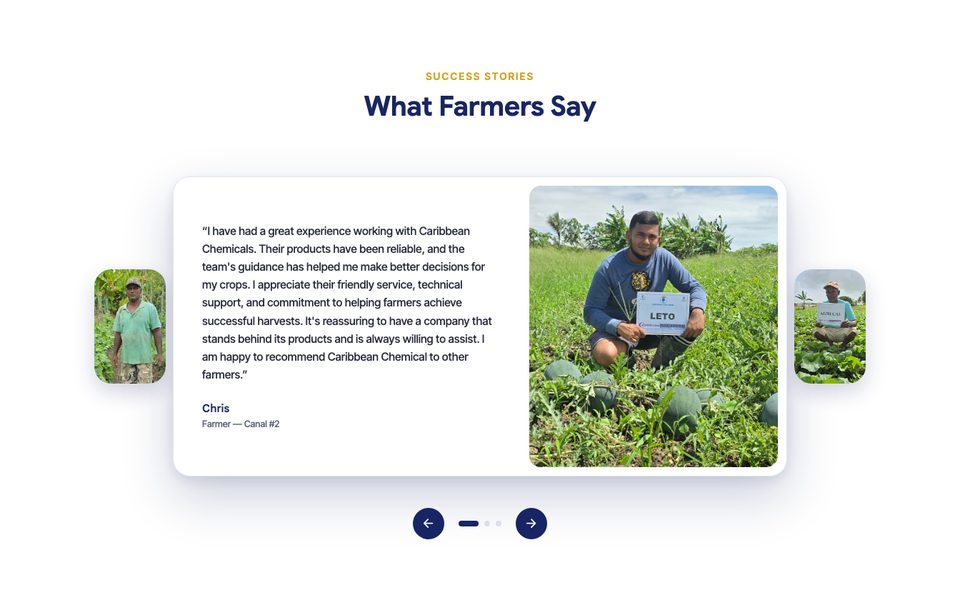 SUCCESS STORIES
What Farmers Say
“I have had a great experience working with Caribbean
Chemicals. Their products have been reliable, and the
team's guidance has helped me make better decisions for
my crops. I appreciate their friendly service, technical
support, and commitment to helping farmers achieve
successful harvests. It's reassuring to have a company that
stands behind its products and is always willing to assist. I
am happy to recommend Caribbean Chemical to other
farmers.”
Chris
Farmer — Canal #2
LETO